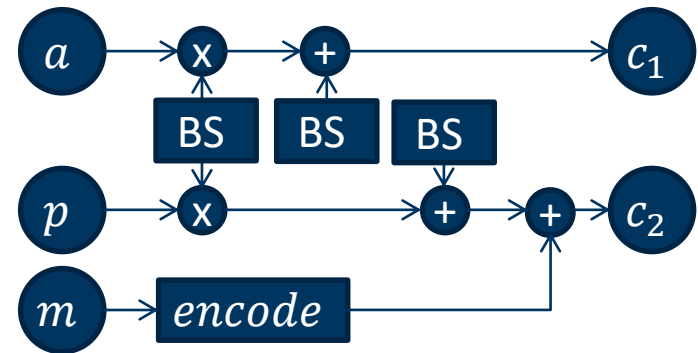 a x + c₁
BS BS BS
p x + + c₂
m encode